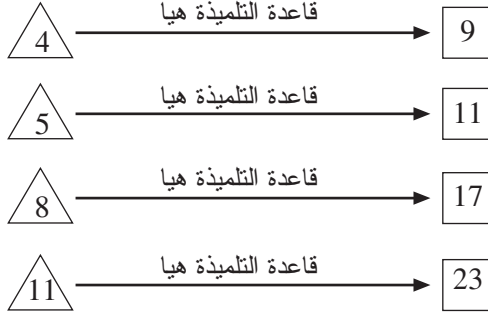 قاعدة التلميذة هيا
4 9
قاعدة التلميذة هيا
5 11
قاعدة التلميذة هيا
8 17
قاعدة التلميذة هيا
11 23